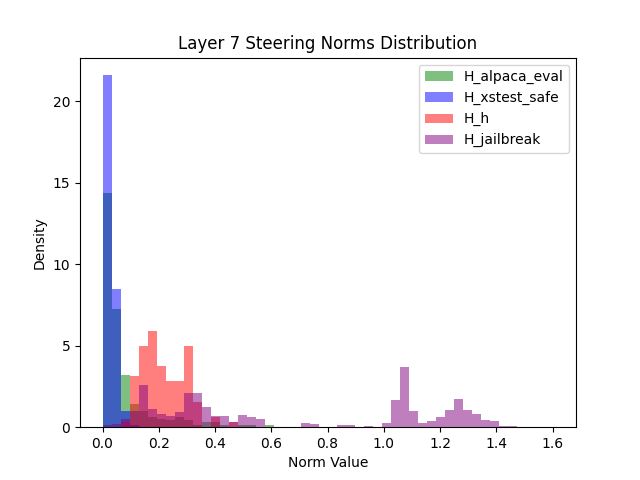 Layer 7 Steering Norms Distribution
H_alpaca_eval
H_xstest_safe
H_h
H_jailbreak
Density
20
15
10
5
0
0.0 0.2 0.4 0.6 0.8 1.0 1.2 1.4 1.6
Norm Value